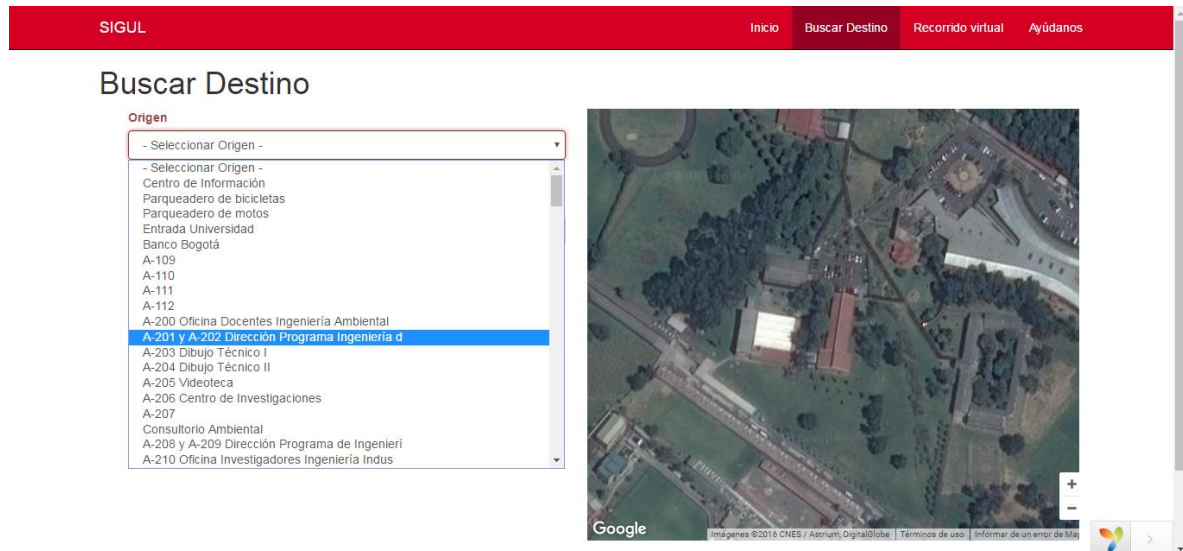 SIGUL
Inicio
Buscar Destino
Recorrido virtual
Ayúdanos
Buscar Destino
Origen
- Seleccionar Origen -
- Seleccionar Origen -
Centro de Información
Parqueadero de bicicletas
Parqueadero de motos
Entrada Universidad
Banco Bogotá
A-109
A-110
A-111
A-112
A-200 Oficina Docentes Ingeniería Ambiental
A-201 y A-202 Dirección Programa Ingeniería d
A-203 Dibujo Técnico I
A-204 Dibujo Técnico II
A-205 Videoteca
A-206 Centro de Investigaciones
A-207
Consultorio Ambiental
A-208 y A-209 Dirección Programa de Ingenierí
A-210 Oficina Investigadores Ingeniería Indus
Google
Imágenes ©2016 CNES / Astrium, DigitalGlobe
Términos de uso
Informar de un error de Ma